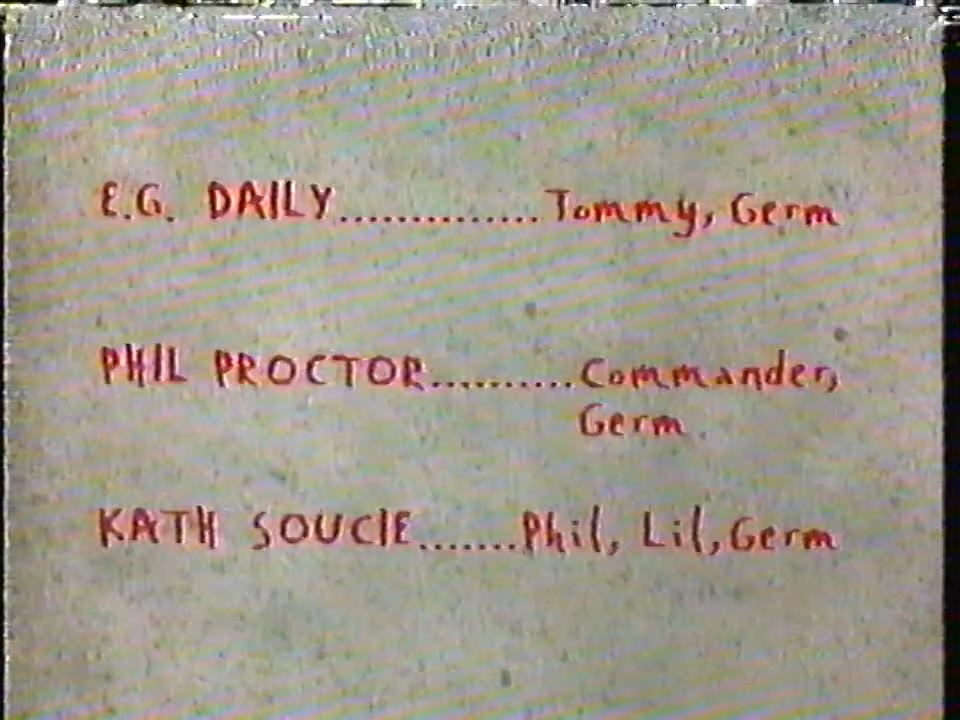 E.G. DAILY..............Tommy, Germ
PHIL PROCTOR..........Commander,
Germ
KATH SOUCIE.......Phil, Lil, Germ